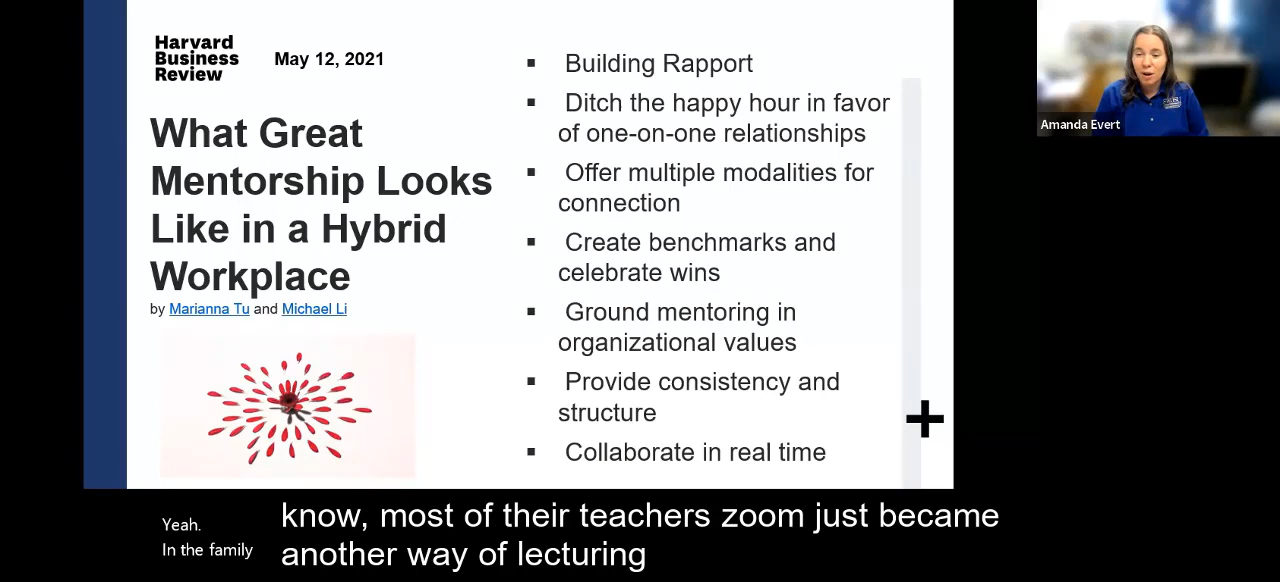 Harvard
Business
Review
May 12, 2021
What Great
Mentorship Looks
Like in a Hybrid
Workplace
by Marianna Tu and Michael Li
▪ Building Rapport
▪ Ditch the happy hour in favor
of one-on-one relationships
▪ Offer multiple modalities for
connection
▪ Create benchmarks and
celebrate wins
▪ Ground mentoring in
organizational values
▪ Provide consistency and
structure
▪ Collaborate in real time
+
Amanda Evert
Yeah.
In the family
know, most of their teachers zoom just became
another way of lecturing